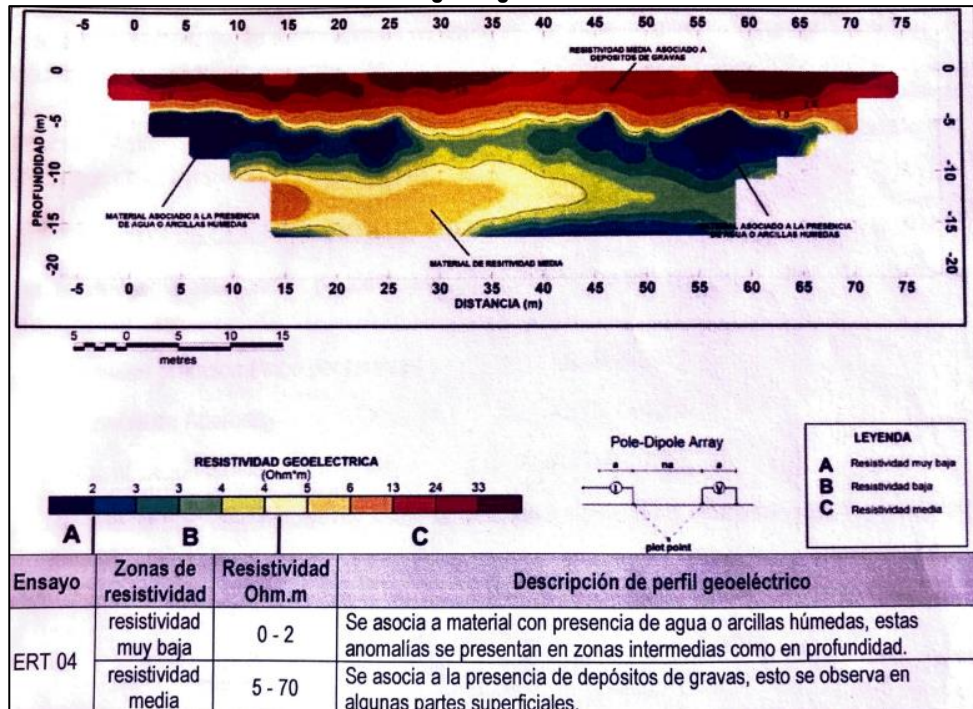 -5 0 5 10 15 20 25 30 35 40 45 50 55 60 65 70 75
RESISTIVIDAD MEDIA ASOCIADO A
DEPOSITOS DE GRAVAS
PROFUNDIDAD (m)
0 -5 -10 -15 -20
0 -5 -10 -15 -20
MATERIAL ASOCIADO A LA PRESENCIA
DE AGUA O ARCILLAS HUMEDAS
MATERIAL ASOCIADO A LA PRESENCIA
DE AGUA O ARCILLAS HUMEDAS
MATERIAL DE RESITIVIDAD MEDIA
-5 0 5 10 15 20 25 30 35 40 45 50 55 60 65 70 75
DISTANCIA (m)
5 0 5 10 15
metres
RESISTIVIDAD GEOELECTRICA
(Ohm*m)
2 3 3 4 4 5 6 13 24 33
A B C
Pole-Dipole Array
a na a
I V
plot point
LEYENDA
A Resistividad muy baja
B Resistividad baja
C Resistividad media
Ensayo Zonas de resistividad Resistividad Ohm.m Descripción de perfil geoeléctrico
ERT 04
resistividad muy baja 0 - 2 Se asocia a material con presencia de agua o arcillas húmedas, estas
anomalías se presentan en zonas intermedias como en profundidad.
resistividad media 5 - 70 Se asocia a la presencia de depósitos de gravas, esto se observa en
algunas partes superficiales.